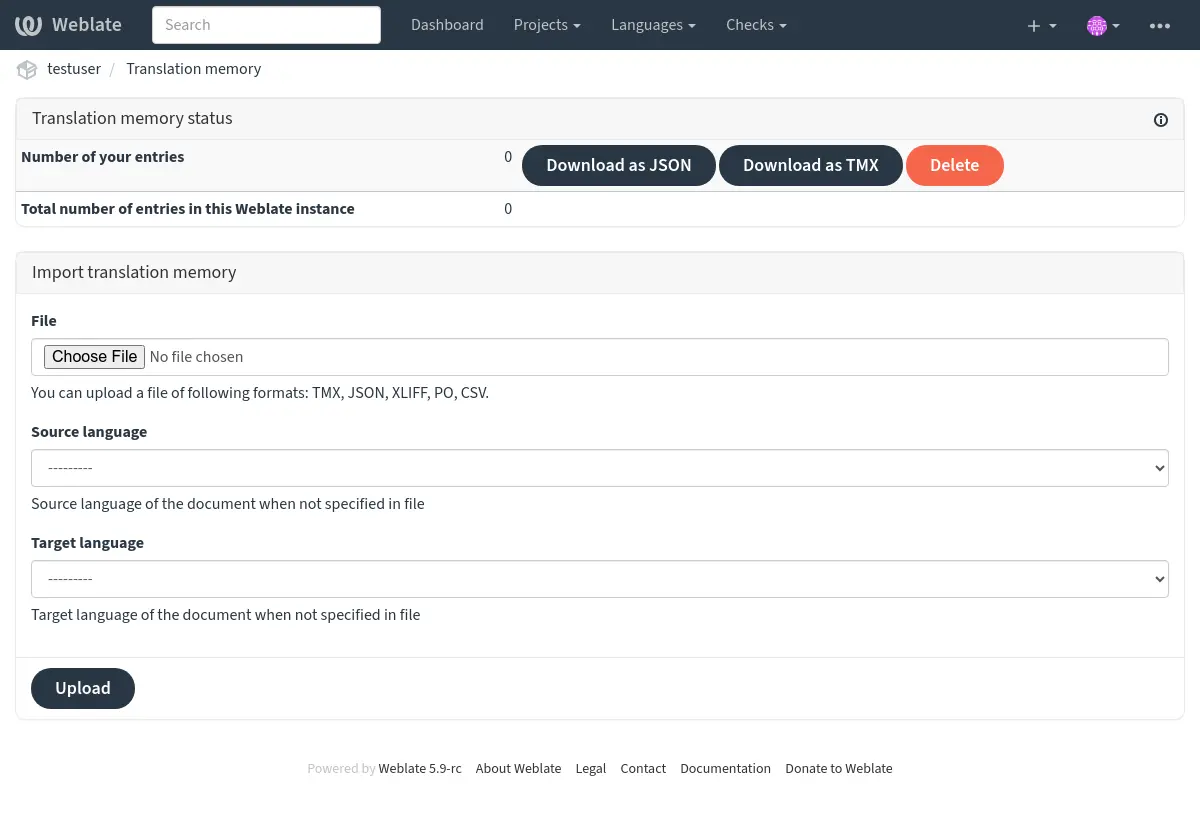 Weblate Search Dashboard Projects Languages Checks
testuser / Translation memory
Translation memory status
Number of your entries 0 Download as JSON Download as TMX Delete
Total number of entries in this Weblate instance 0
Import translation memory
File
Choose File No file chosen
You can upload a file of following formats: TMX, JSON, XLIFF, PO, CSV.
Source language
---------
Source language of the document when not specified in file
Target language
---------
Target language of the document when not specified in file
Upload
Powered by Weblate 5.9-rc About Weblate Legal Contact Documentation Donate to Weblate